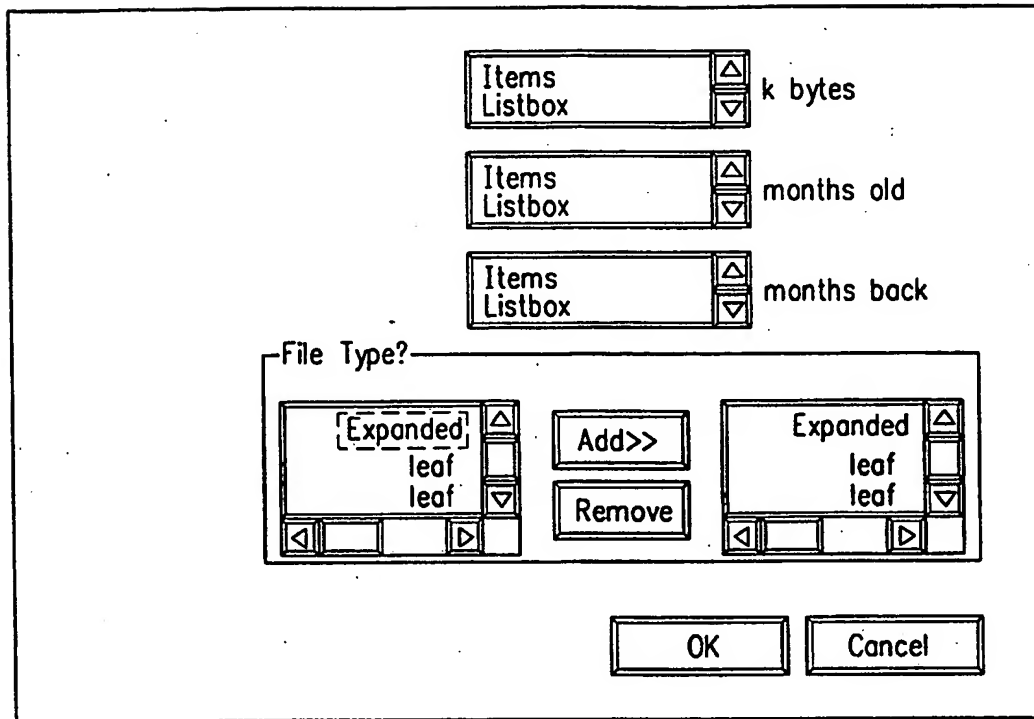 Items
Listbox
k bytes
Items
Listbox
months old
Items
Listbox
months back
File Type?
Expanded
leaf
leaf
Add>>
Remove
Expanded
leaf
leaf
OK
Cancel